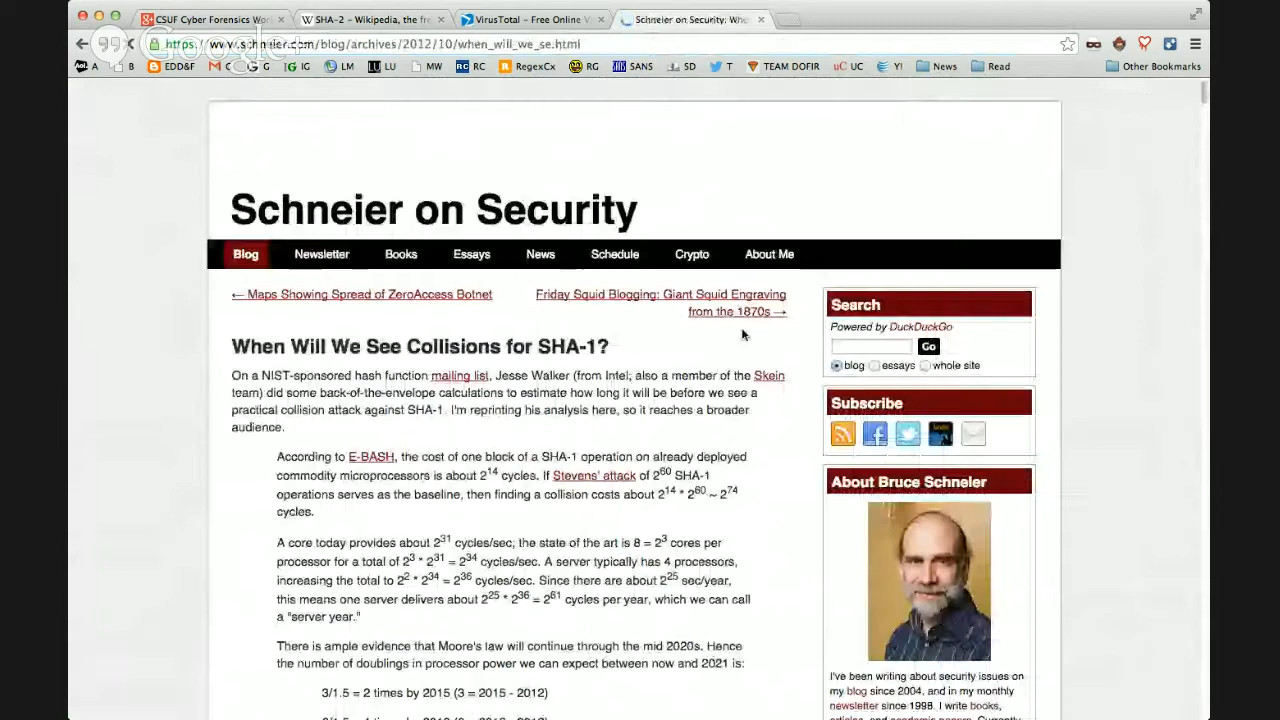 CSUF Cyber Forensics Wor
SHA-2 – Wikipedia, the fre
VirusTotal – Free Online V
Schneier on Security: Whe
Google+
https://www.schneier.com/blog/archives/2012/10/when_will_we_se.html
A B EDD&F C G IG LM LU MW RC RegexCx RG SANS SD T TEAM DOFIR UC Y! News Read Other Bookmarks
Schneier on Security
Blog Newsletter Books Essays News Schedule Crypto About Me
← Maps Showing Spread of ZeroAccess Botnet
Friday Squid Blogging: Giant Squid Engraving
from the 1870s →
When Will We See Collisions for SHA-1?
On a NIST-sponsored hash function mailing list, Jesse Walker (from Intel; also a member of the Skein
team) did some back-of-the-envelope calculations to estimate how long it will be before we see a
practical collision attack against SHA-1. I'm reprinting his analysis here, so it reaches a broader
audience.
According to E-BASH, the cost of one block of a SHA-1 operation on already deployed
commodity microprocessors is about 2^14 cycles. If Stevens' attack of 2^60 SHA-1
operations serves as the baseline, then finding a collision costs about 2^14 * 2^60 ~ 2^74
cycles.
A core today provides about 2^31 cycles/sec; the state of the art is 8 = 2^3 cores per
processor for a total of 2^3 * 2^31 = 2^34 cycles/sec. A server typically has 4 processors,
increasing the total to 2^2 * 2^34 = 2^36 cycles/sec. Since there are about 2^25 sec/year,
this means one server delivers about 2^25 * 2^36 = 2^61 cycles per year, which we can call
a "server year."
There is ample evidence that Moore's law will continue through the mid 2020s. Hence
the number of doublings in processor power we can expect between now and 2021 is:
3/1.5 = 2 times by 2015 (3 = 2015 - 2012)
Search
Powered by DuckDuckGo
Go
blog essays whole site
Subscribe
About Bruce Schneier
I've been writing about security issues on
my blog since 2004, and in my monthly
newsletter since 1998. I write books,